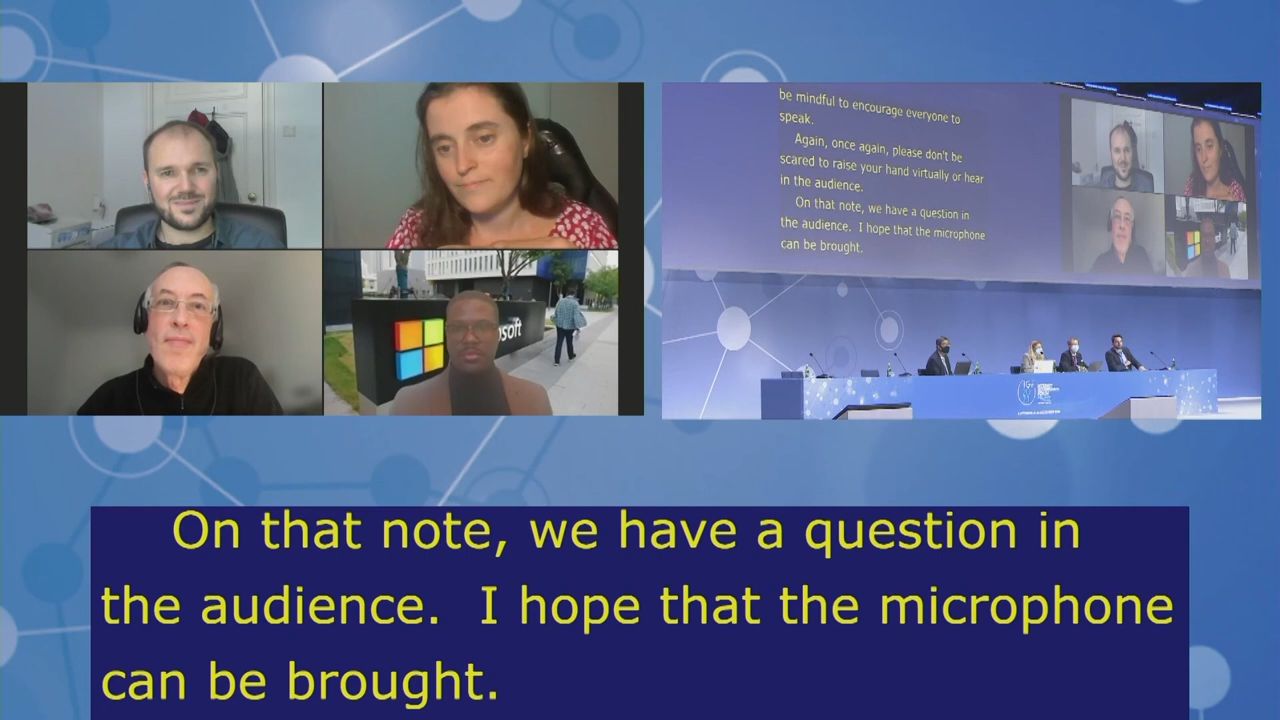 be mindful to encourage everyone to
speak.
Again, once again, please don't be
scared to raise your hand virtually or hear
in the audience.
On that note, we have a question in
the audience. I hope that the microphone
can be brought.
On that note, we have a question in
the audience. I hope that the microphone
can be brought.